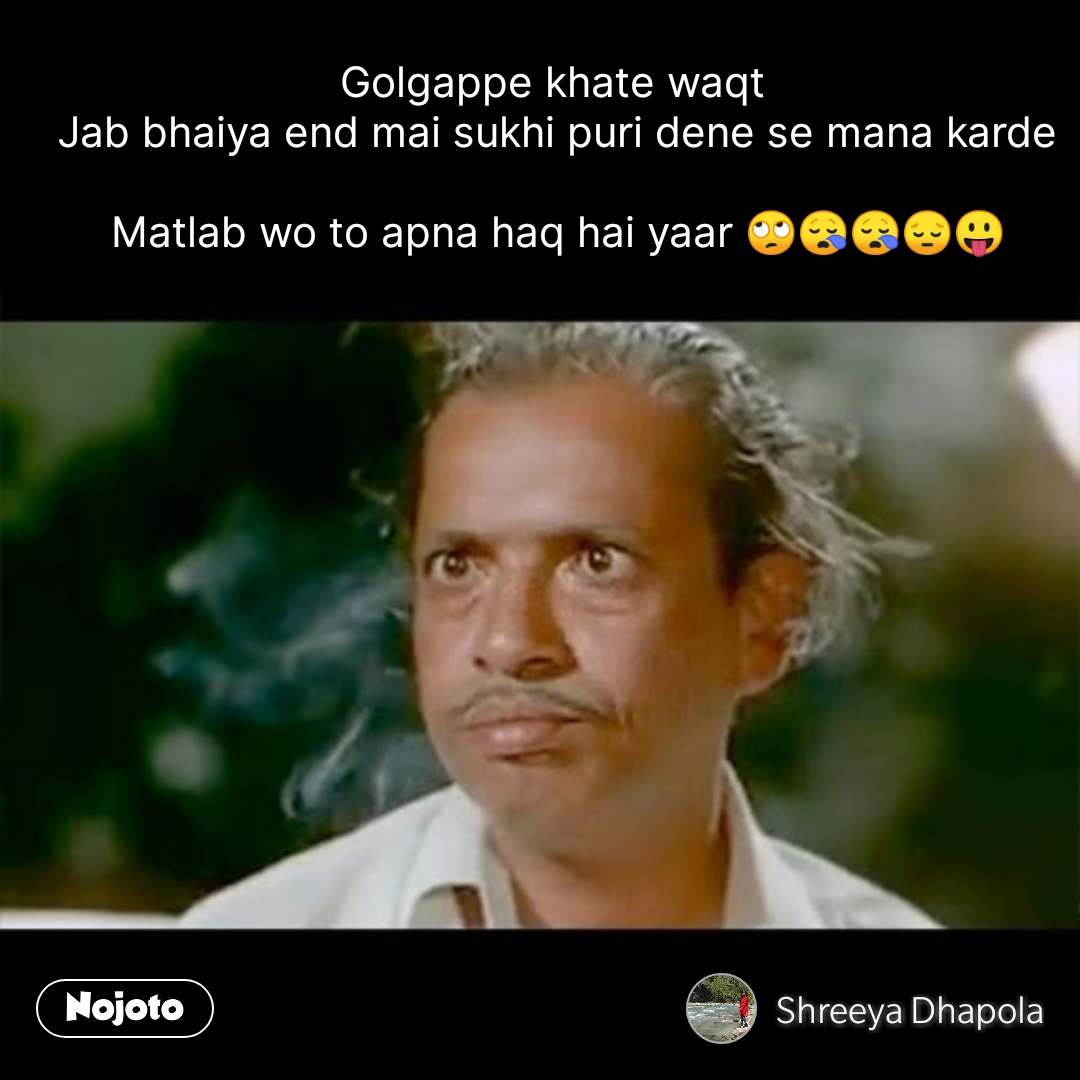 Golgappe khate waqt
Jab bhaiya end mai sukhi puri dene se mana karde
Matlab wo to apna haq hai yaar 🙄😪😪😔😛
Nojoto
Shreeya Dhapola